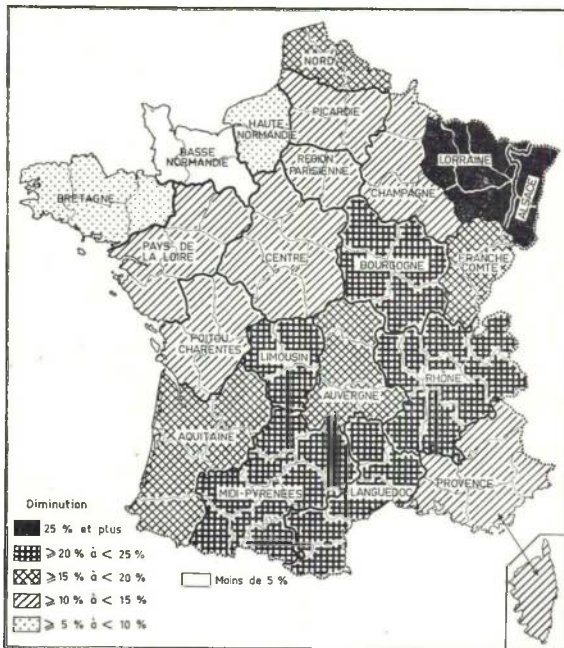 NORD
PICARDIE
HAUTE
NORMANDIE
BASSE
NORMANDIE
REGION
PARISIENNE
LORRAINE
ALSACE
CHAMPAGNE
BRETAGNE
PAYS-DE
LA LOIRE
CENTRE
BOURGOGNE
FRANCHE
COMTE
POITOU
CHARENTES
LIMOUSIN
AUVERGNE
RHONE
AQUITAINE
MIDI-PYRENÉES
LANGUEDOC
PROVENCE
Diminution
25 % et plus
⩾20 % à < 25 %
⩾15 % à < 20 %
Moins de 5 %
⩾10 % à < 15 %
⩾ 5 % à < 10 %